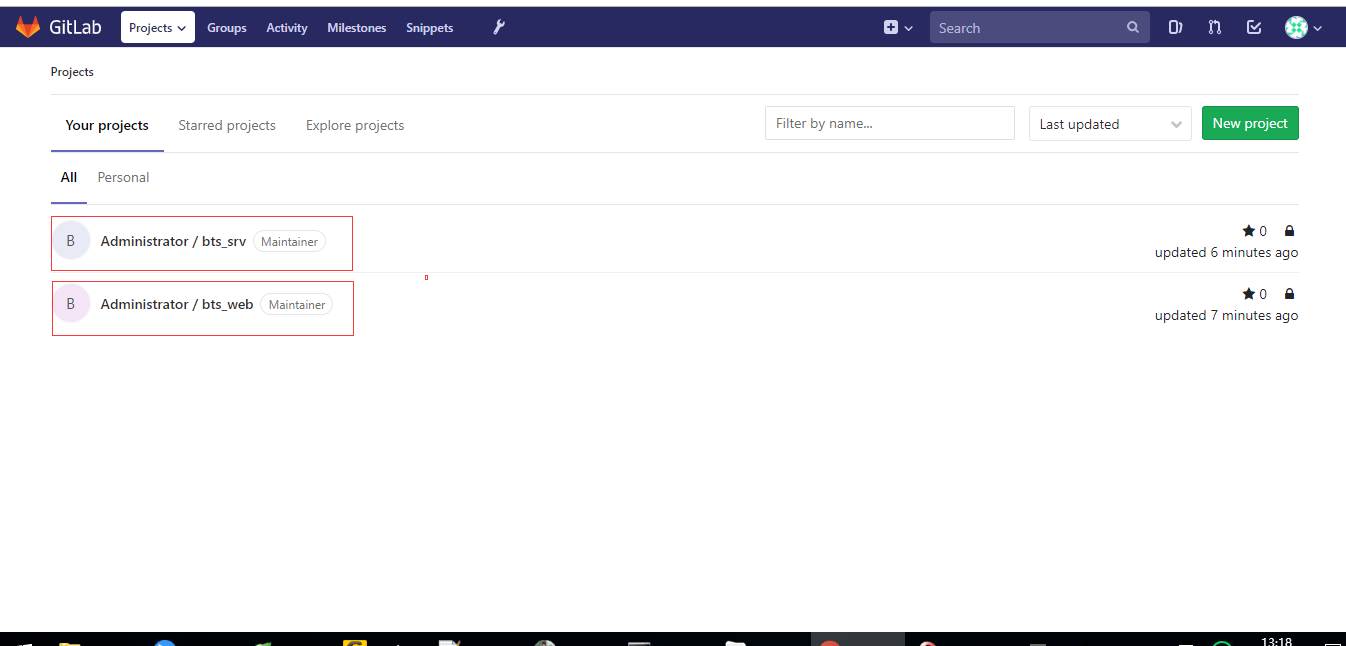 GitLab Projects Groups Activity Milestones Snippets Search
Projects
Your projects Starred projects Explore projects Filter by name... Last updated New project
All Personal
B Administrator / bts_srv Maintainer 0
updated 6 minutes ago
B Administrator / bts_web Maintainer 0
updated 7 minutes ago
13:18